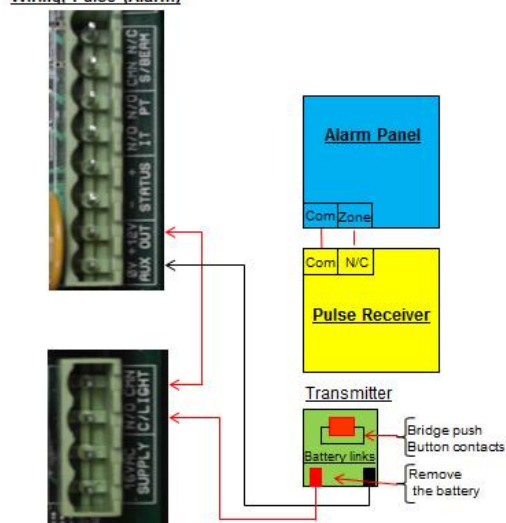 Wiring/ Pulse (Alarm)
0V +12V - + N/O N/O CMN N/C
AUX OUT STATUS IT PT S/BEAM
Alarm Panel
Com Zone
Com N/C
Pulse Receiver
16VAC N/O CMN
SUPPLY C/LIGHT
Transmitter
Battery links
Bridge push
Button contacts
Remove
the battery